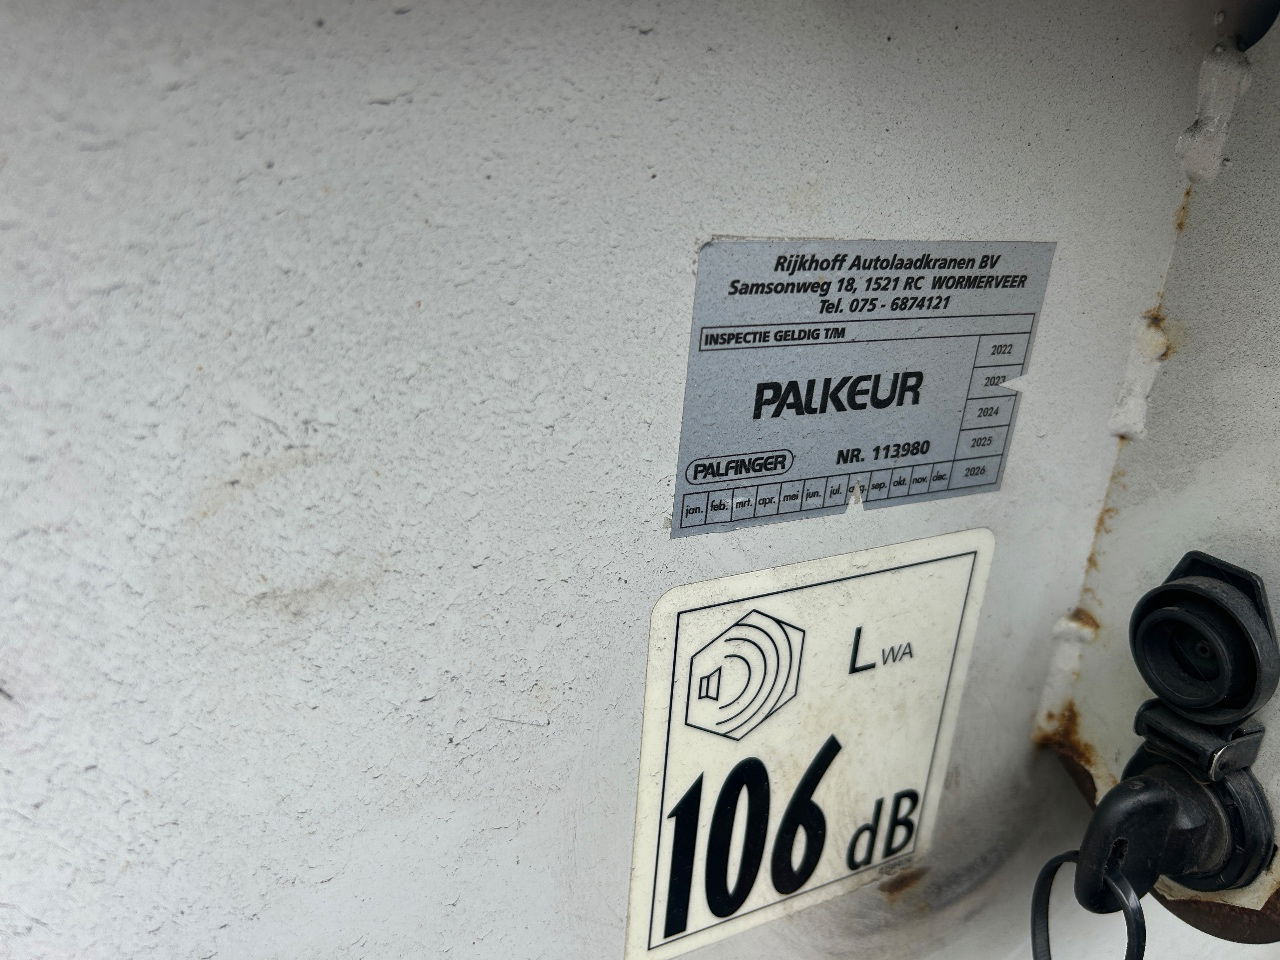 Rijkhoff Autolaadkranen BV
Samsonweg 18, 1521 RC WORMERVEER
Tel. 075 - 6874121
INSPECTIE GELDIG T/M
2022
2023
2024
2025
2026
PALKEUR
NR. 113980
PALFINGER
jan. feb. mrt. apr. mei jun. jul. aug. sep. okt. nov. dec.
LWA
106 dB